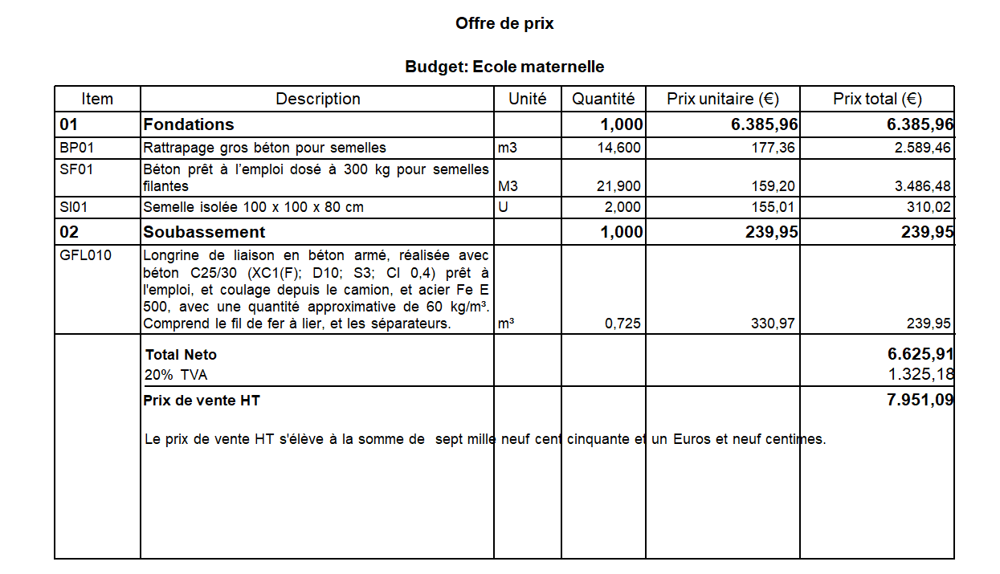 Offre de prix
Budget: Ecole maternelle
Item Description Unité Quantité Prix unitaire (€) Prix total (€)
01 Fondations 1,000 6.385,96 6.385,96
BP01 Rattrapage gros béton pour semelles m3 14,600 177,36 2.589,46
SF01 Béton prêt à l’emploi dosé à 300 kg pour semelles
filantes M3 21,900 159,20 3.486,48
SI01 Semelle isolée 100 x 100 x 80 cm U 2,000 155,01 310,02
02 Soubassement 1,000 239,95 239,95
GFL010 Longrine de liaison en béton armé, réalisée avec
béton C25/30 (XC1(F); D10; S3; Cl 0,4) prêt à
l'emploi, et coulage depuis le camion, et acier Fe E
500, avec une quantité approximative de 60 kg/m³.
Comprend le fil de fer à lier, et les séparateurs. m³ 0,725 330,97 239,95
Total Neto 6.625,91
20% TVA 1.325,18
Prix de vente HT 7.951,09
Le prix de vente HT s'élève à la somme de sept mille neuf cent cinquante et un Euros et neuf centimes.